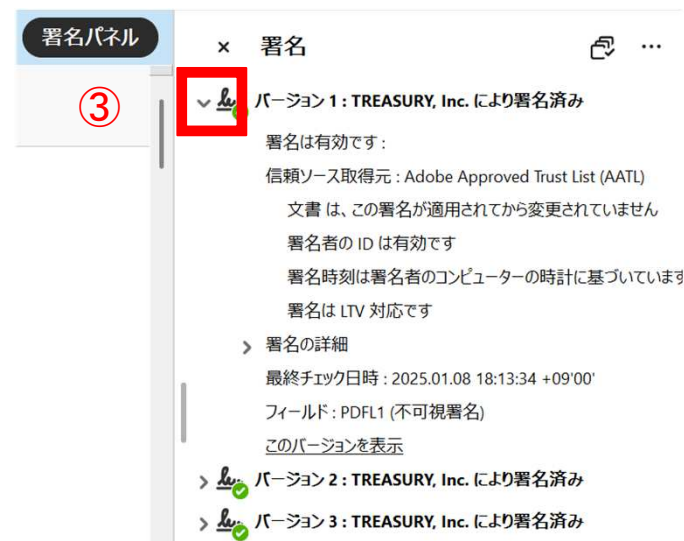 署名パネル
署名
③
バージョン 1 : TREASURY, Inc. により署名済み
署名は有効です :
信頼ソース取得元 : Adobe Approved Trust List (AATL)
文書 は、この署名が適用されてから変更されていません
署名者の ID は有効です
署名時刻は署名者のコンピューターの時計に基づいています
署名は LTV 対応です
署名の詳細
最終チェック日時 : 2025.01.08 18:13:34 +09'00'
フィールド : PDFL1 (不可視署名)
このバージョンを表示
バージョン 2 : TREASURY, Inc. により署名済み
バージョン 3 : TREASURY, Inc. により署名済み